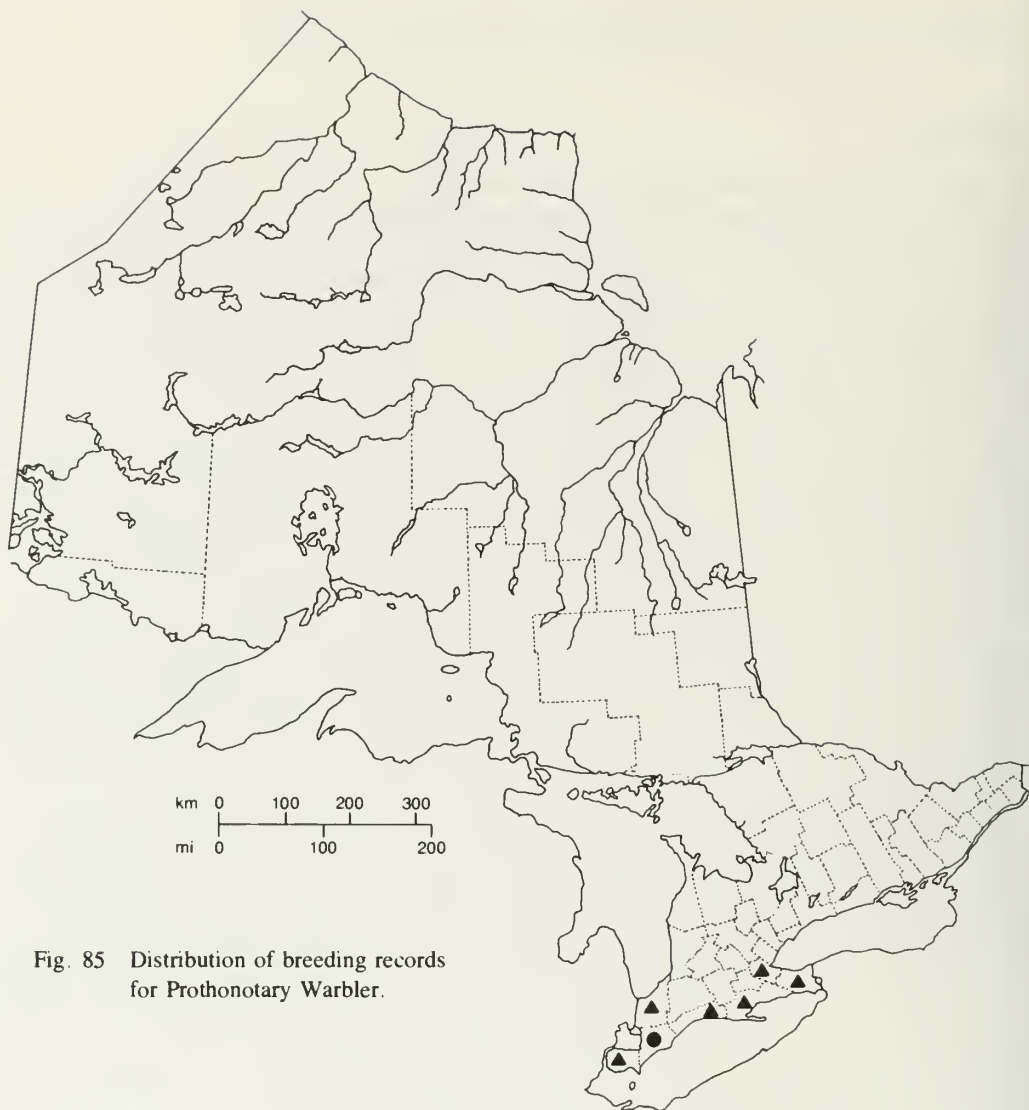 km 0 100 200 300
mi 0 100 200
Fig. 85 Distribution of breeding records
for Prothonotary Warbler.